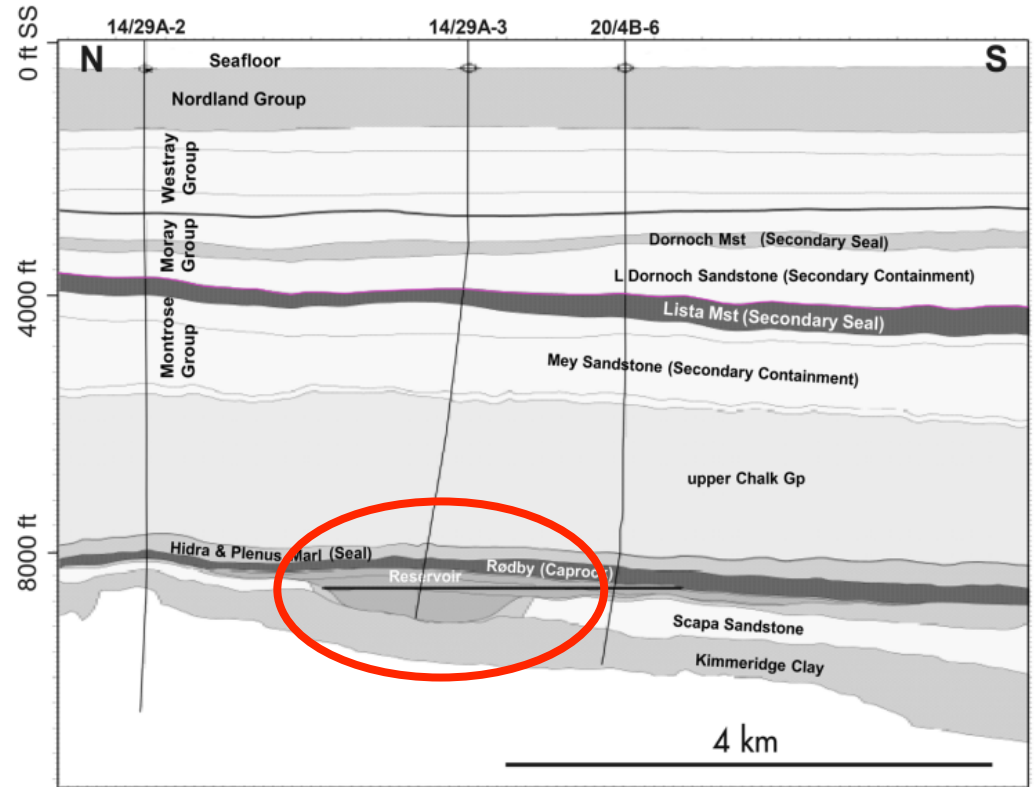 14/29A-2
14/29A-3
20/4B-6
0 ft SS
N
Seafloor
S
Nordland Group
Westray
Group
Moray
Group
Dornoch Mst (Secondary Seal)
L Dornoch Sandstone (Secondary Containment)
4000 ft
Lista Mst (Secondary Seal)
Montrose
Group
Mey Sandstone (Secondary Containment)
upper Chalk Gp
8000 ft
Hidra & Plenus Marl (Seal)
Rødby (Caprock)
Reservoir
Scapa Sandstone
Kimmeridge Clay
4 km